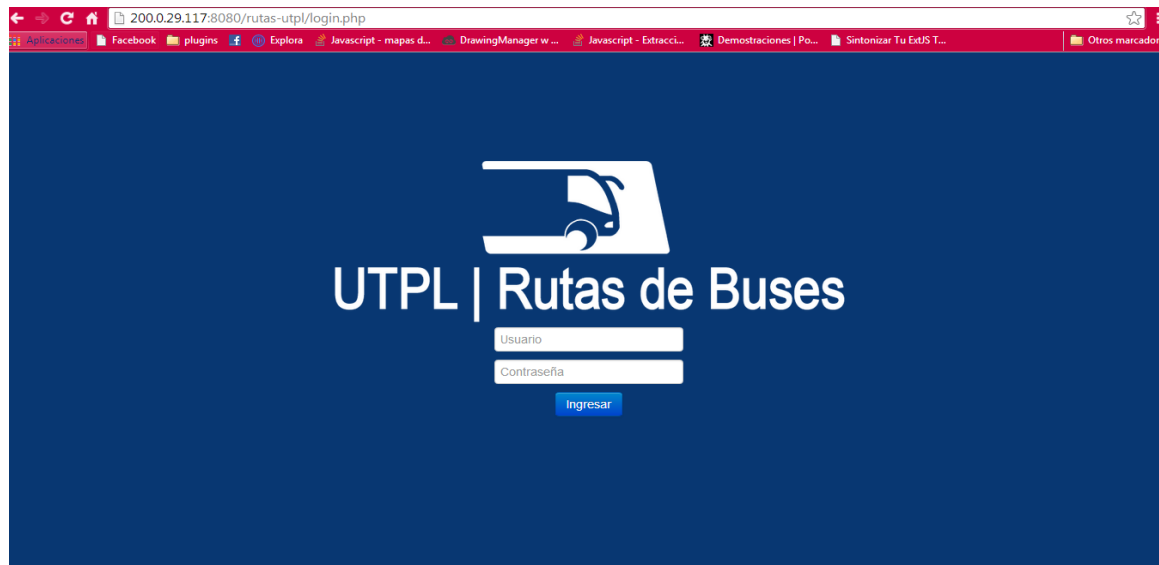 200.0.29.117:8080/rutas-utpl/login.php
Aplicaciones Facebook plugins Explora Javascript - mapas d... DrawingManager w ... Javascript - Extracci... Demostraciones | Po... Sintonizar Tu ExtJS T... Otros marcador
UTPL | Rutas de Buses
Usuario
Contraseña
Ingresar